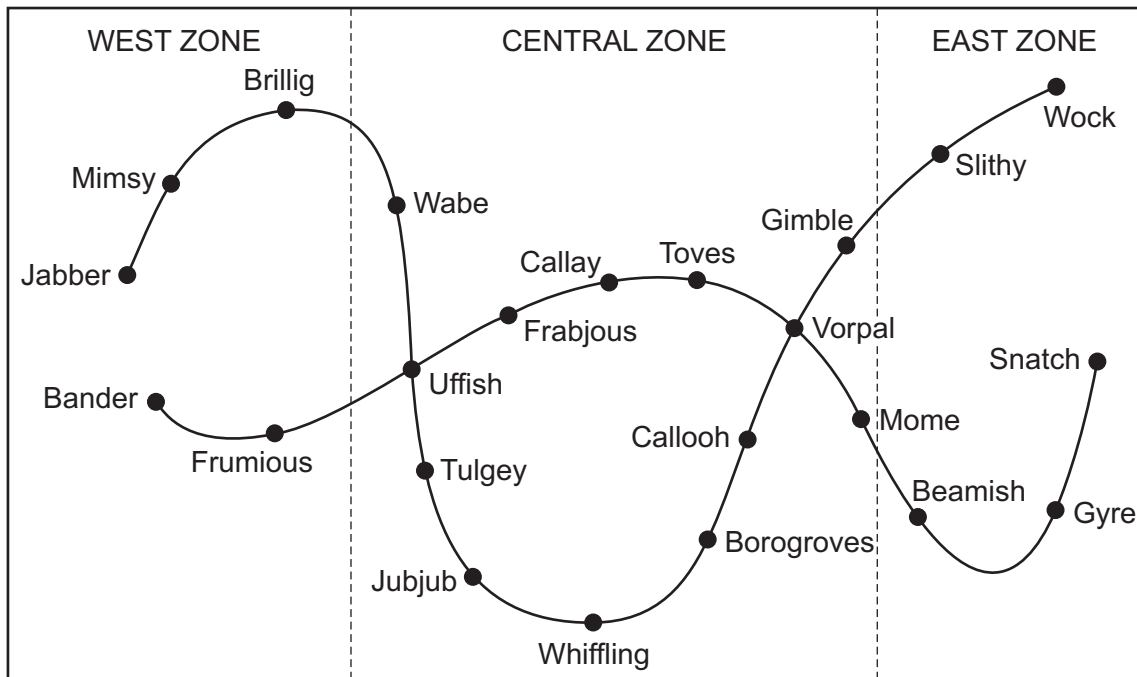 WEST ZONE
CENTRAL ZONE
EAST ZONE
Brillig
Wock
Mimsy
Slithy
Wabe
Gimble
Jabber
Callay
Toves
Frabjous
Vorpal
Snatch
Bander
Uffish
Mome
Callooh
Frumious
Tulgey
Beamish
Gyre
Borogroves
Jubjub
Whiffling